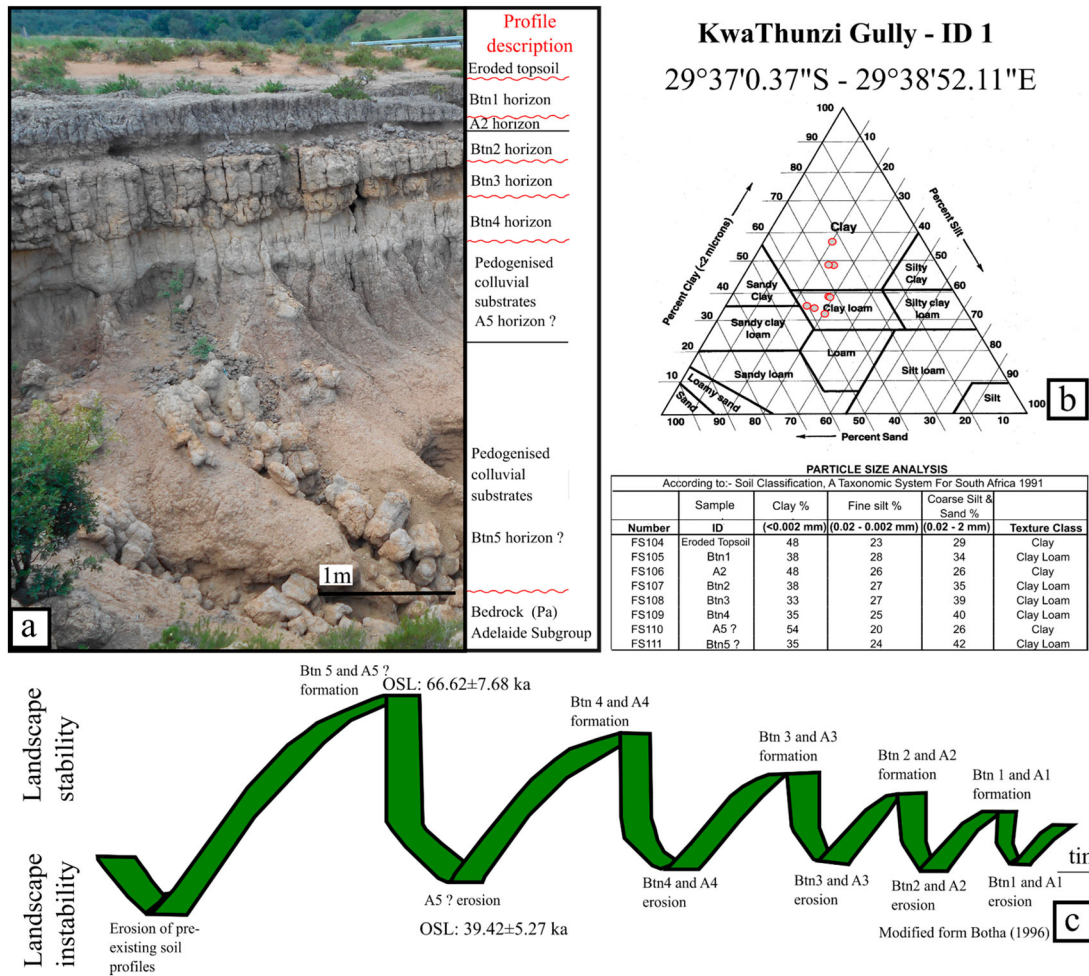 a
Profile
description
Eroded topsoil
Btn1 horizon
A2 horizon
Btn2 horizon
Btn3 horizon
Btn4 horizon
Pedogenised
colluvial
substrates
A5 horizon ?
Pedogenised
colluvial
substrates
Btn5 horizon ?
1m
Bedrock (Pa)
Adelaide Subgroup
KwaThunzi Gully - ID 1
29°37'0.37"S - 29°38'52.11"E
100
90 10
80 20
70 30
60 40
50 50
40 60
30 70
20 80
10 90
100
100 90 80 70 60 50 40 30 20 10
Percent Clay (<2 microns)
Percent Silt
Percent Sand
Clay
Silty
Clay
Sandy
Clay
Clay loam
Silty clay
loam
Sandy clay
loam
Loam
Sandy loam
Silt loam
Loamy sand
Sand
Silt
b
PARTICLE SIZE ANALYSIS
According to:- Soil Classification, A Taxonomic System For South Africa 1991
Number Sample ID Clay % (<0.002 mm) Fine silt % (0.02 - 0.002 mm) Coarse Silt & Sand % (0.02 - 2 mm) Texture Class
FS104 Eroded Topsoil 48 23 29 Clay
FS105 Btn1 38 28 34 Clay Loam
FS106 A2 48 26 26 Clay
FS107 Btn2 38 27 35 Clay Loam
FS108 Btn3 33 27 39 Clay Loam
FS109 Btn4 35 25 40 Clay Loam
FS110 A5 ? 54 20 26 Clay
FS111 Btn5 ? 35 24 42 Clay Loam
Landscape
stability
Landscape
instability
Btn 5 and A5 ?
formation
OSL: 66.62±7.68 ka
Btn 4 and A4
formation
Btn 3 and A3
formation
Btn 2 and A2
formation
Btn 1 and A1
formation
Erosion of pre-
existing soil
profiles
A5 ? erosion
OSL: 39.42±5.27 ka
Btn4 and A4
erosion
Btn3 and A3
erosion
Btn2 and A2
erosion
Btn1 and A1
erosion
Modified form Botha (1996)
c